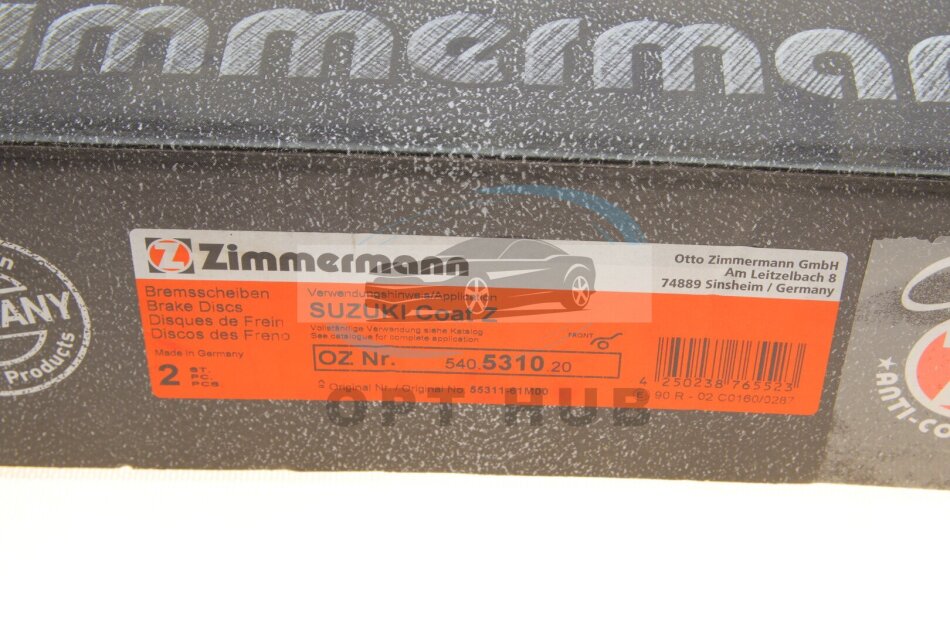 Zimmermann
Zimmermann
Otto Zimmermann GmbH
Am Leitzelbach 8
74889 Sinsheim / Germany
Bremsscheiben
Brake Discs
Disques de Frein
Discos des Freno
Made in Germany
2 ST.
PC.
PCS.
Verwendungshinweis/Application
SUZUKI Coat Z
Vollständige Verwendung siehe Katalog
See catalogue for complete application
FRONT
OZ Nr. 540.5310.20
Original Nr. / Original No. 55311-61M00
4 250238 765523
90 R - 02 C0160/0287
Products
ANTI-CO
OPT HUB